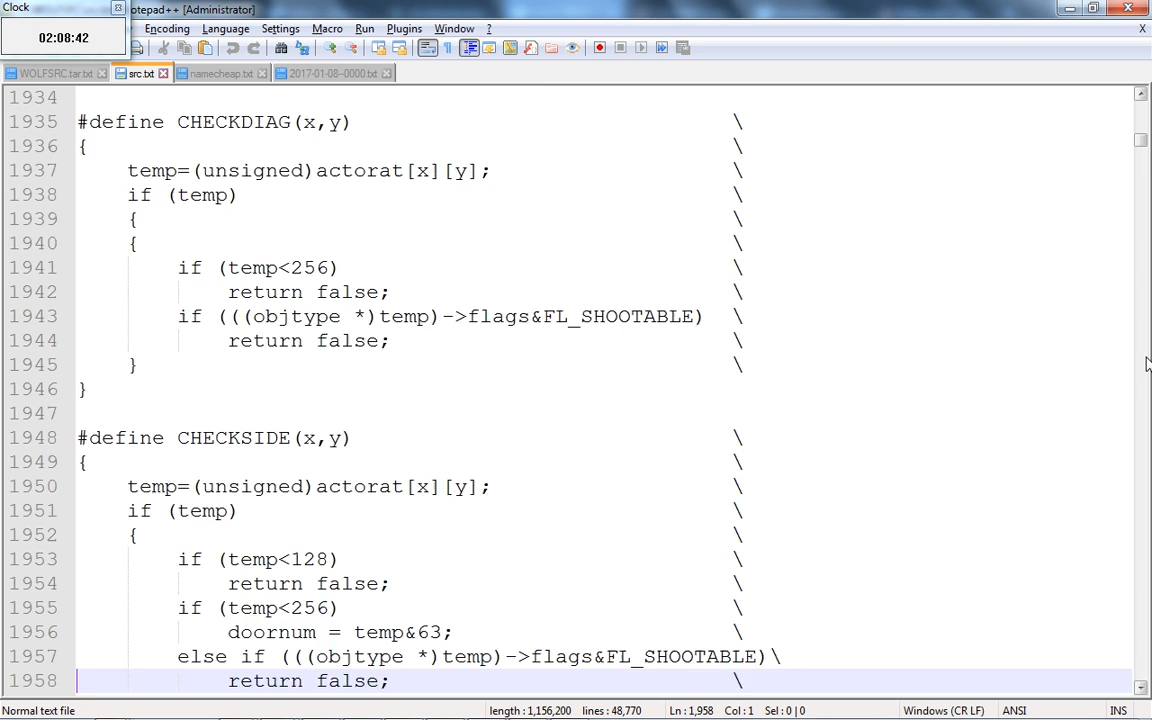 Clock
otepad++ [Administrator]
02:08:42
Encoding Language Settings Macro Run Plugins Window ?
X
WOLFSRC.tar.txt src.txt namecheap.txt 2017-01-08--0000.txt
1934
1935 #define CHECKDIAG(x,y) \
1936 { \
1937 temp=(unsigned)actorat[x][y]; \
1938 if (temp) \
1939 { \
1940 { \
1941 if (temp<256) \
1942 return false; \
1943 if (((objtype *)temp)->flags&FL_SHOOTABLE) \
1944 return false; \
1945 } \
1946 }
1947
1948 #define CHECKSIDE(x,y) \
1949 { \
1950 temp=(unsigned)actorat[x][y]; \
1951 if (temp) \
1952 { \
1953 if (temp<128) \
1954 return false; \
1955 if (temp<256) \
1956 doornum = temp&63; \
1957 else if (((objtype *)temp)->flags&FL_SHOOTABLE)\
1958 return false; \
Normal text file length : 1,156,200 lines : 48,770 Ln : 1,958 Col : 1 Sel : 0 | 0 Windows (CR LF) ANSI INS